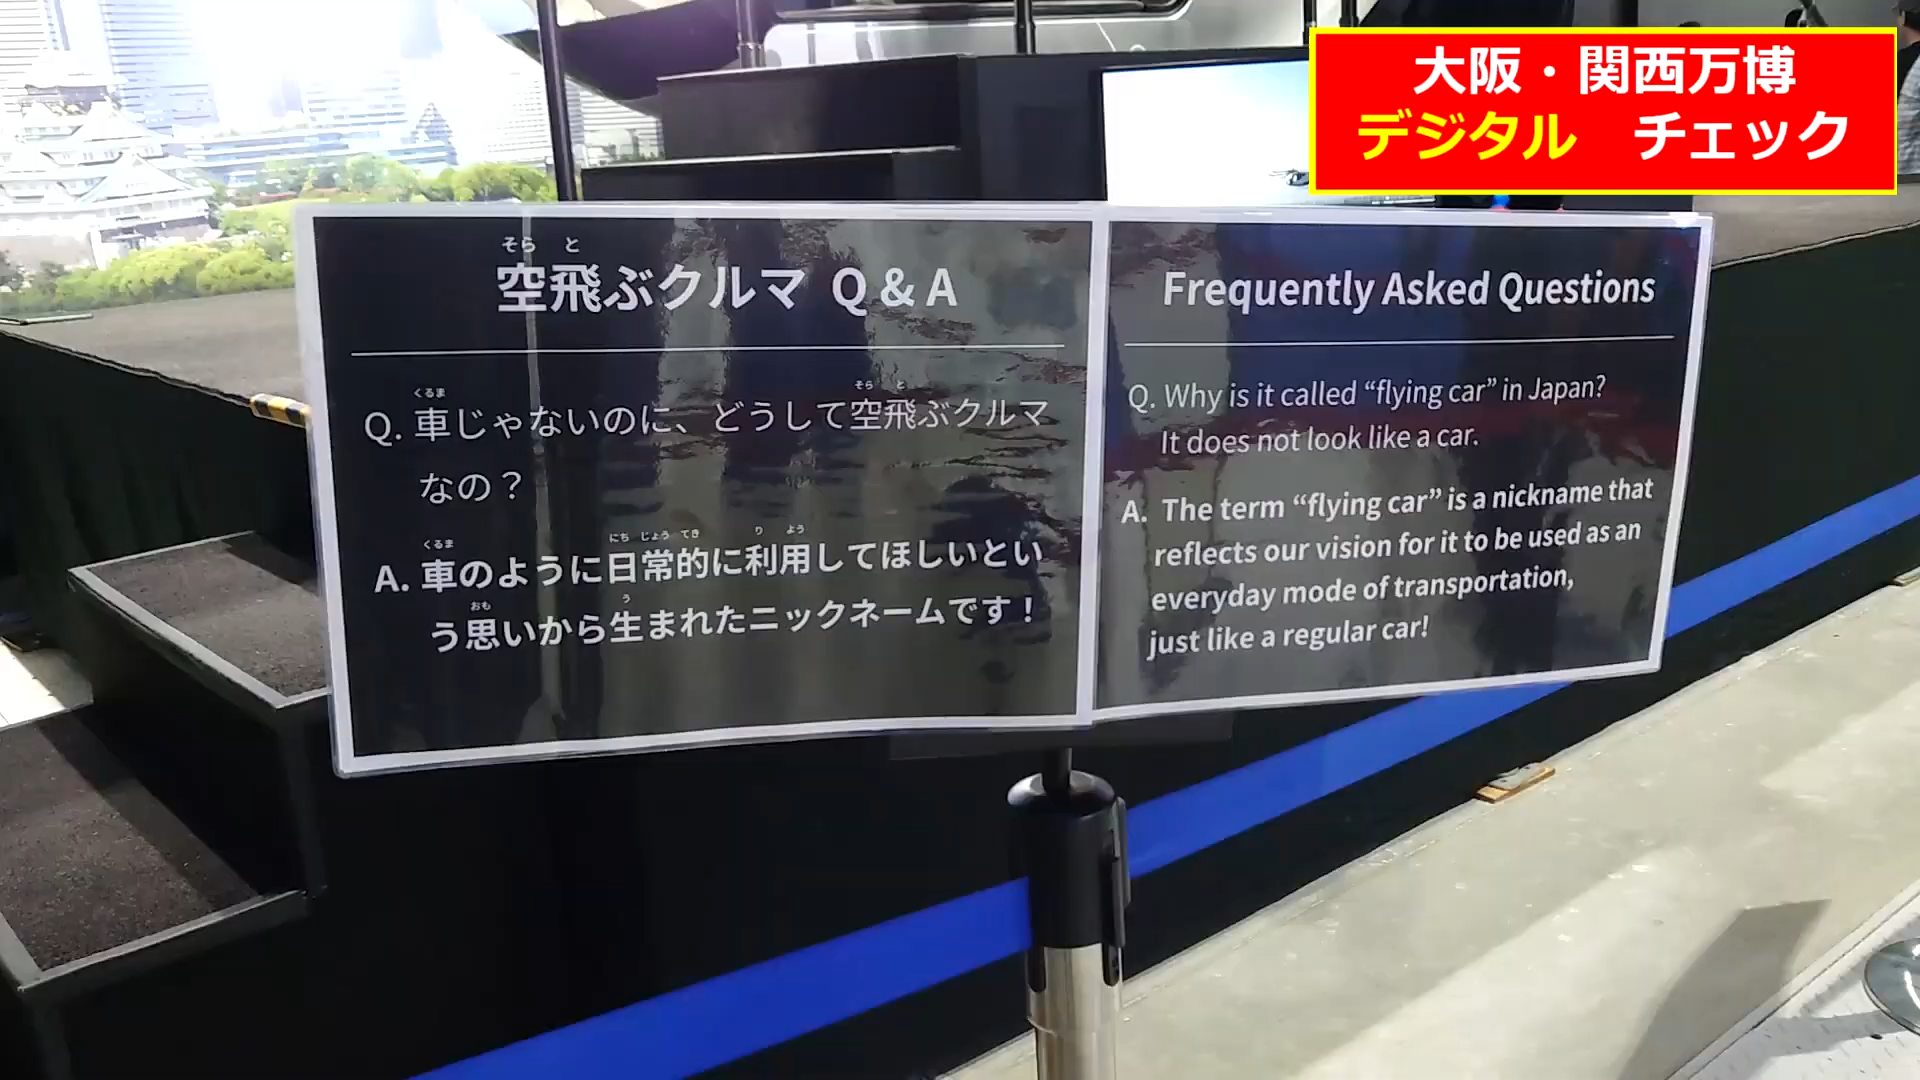 大阪・関西万博
デジタル チェック
そら と
空飛ぶクルマ Q & A
くるま そら と
Q. 車じゃないのに、どうして空飛ぶクルマ
なの？
くるま にち じょう てき り よう
A. 車のように日常的に利用してほしいとい
おも う
う思いから生まれたニックネームです！
Frequently Asked Questions
Q. Why is it called “flying car” in Japan?
It does not look like a car.
A. The term “flying car” is a nickname that
reflects our vision for it to be used as an
everyday mode of transportation,
just like a regular car!